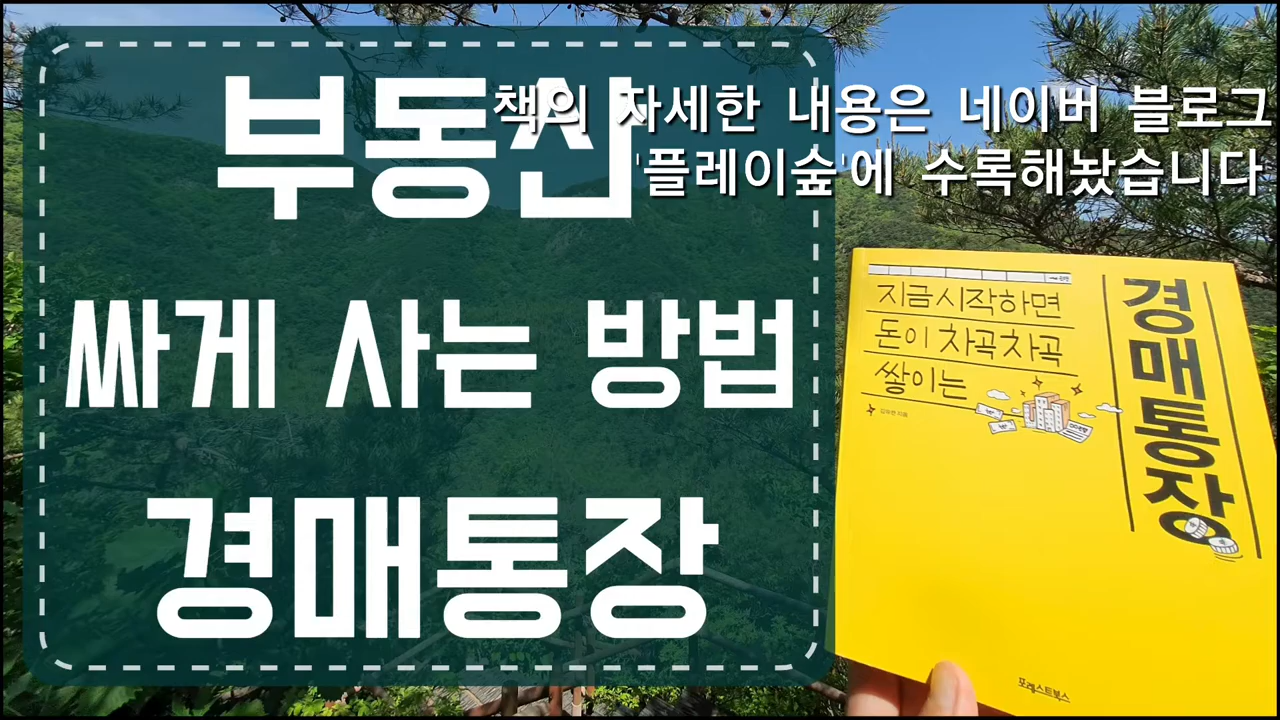 부동산
싸게 사는 방법
경매통장
책의 자세한 내용은 네이버 블로그
'플레이숲'에 수록해놨습니다
지금 시작하면
돈이 차곡차곡
쌓이는
경매통장
포레스트북스